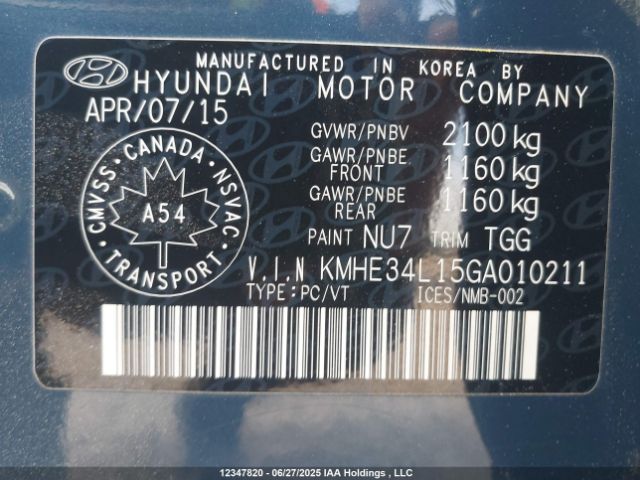 MANUFACTURED IN KOREA BY
HYUNDAI MOTOR COMPANY
APR/07/15
GVWR/PNBV 2100 kg
GAWR/PNBE FRONT 1160 kg
GAWR/PNBE REAR 1160 kg
PAINT NU7 TRIM TGG
CANADA
CMVSS NSVAC
A54
TRANSPORT
V.I.N KMHE34L15GA010211
TYPE:PC/VT ICES/NMB-002
12347820 - 06/27/2025 IAA Holdings , LLC